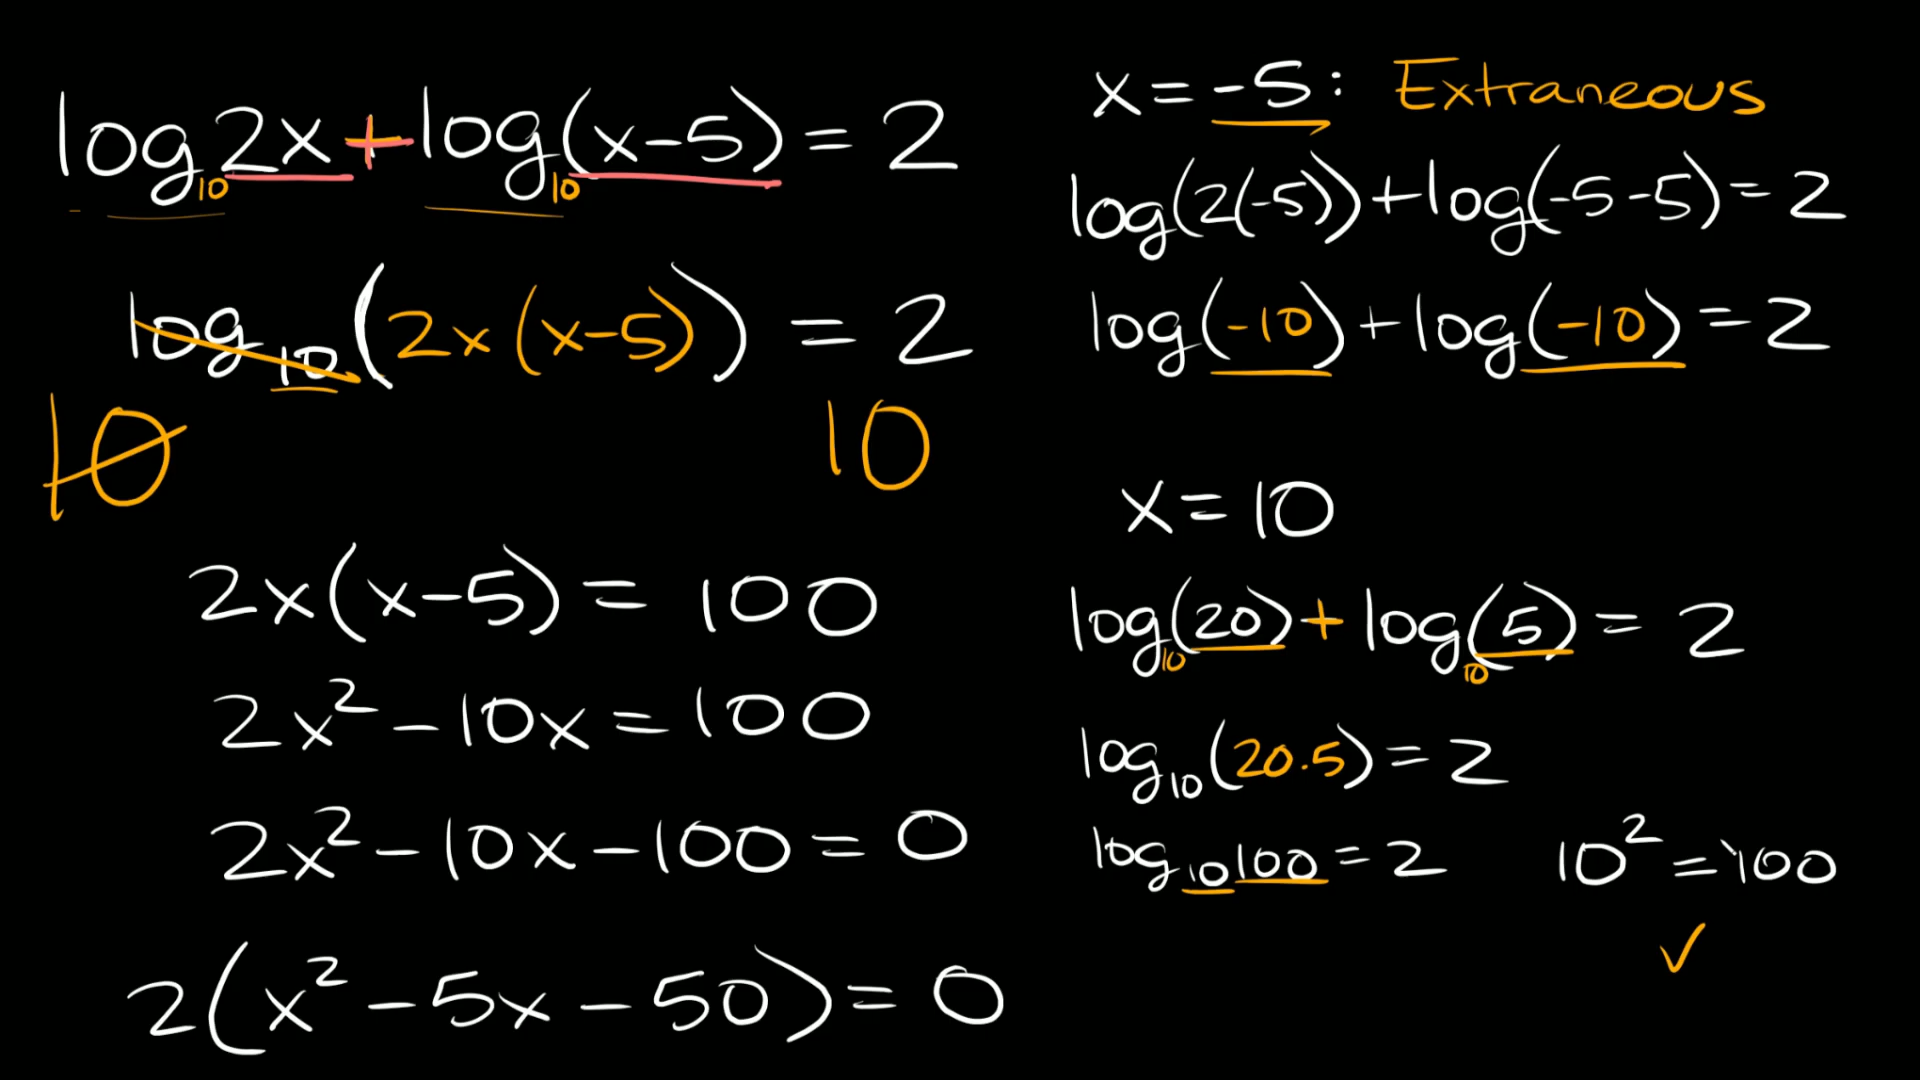 log₁₀2x + log₁₀(x-5) = 2
log₁₀(2x(x-5)) = 2
10 10
2x(x-5) = 100
2x² - 10x = 100
2x² - 10x - 100 = 0
2(x² - 5x - 50) = 0
x = -5: Extraneous
log(2(-5)) + log(-5-5) = 2
log(-10) + log(-10) = 2
x = 10
log₁₀(20) + log₁₀(5) = 2
log₁₀(20·5) = 2
log₁₀100 = 2 10² = 100
✓